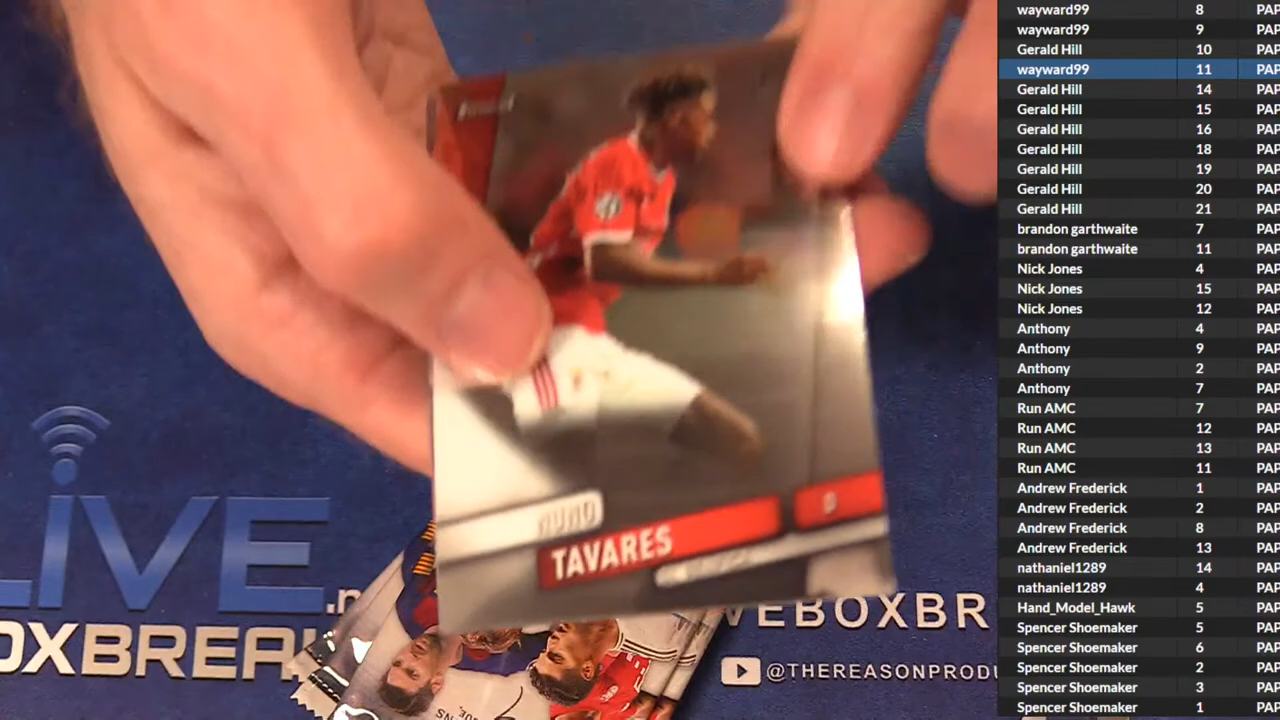 NUNO
TAVARES
D
LiVE.n
OXBREA
VEBOXBR
@THEREASONPRODU
wayward99 8 PAP
wayward99 9 PAP
Gerald Hill 10 PAP
wayward99 11 PAP
Gerald Hill 14 PAP
Gerald Hill 15 PAP
Gerald Hill 16 PAP
Gerald Hill 18 PAP
Gerald Hill 19 PAP
Gerald Hill 20 PAP
Gerald Hill 21 PAP
brandon garthwaite 7 PAP
brandon garthwaite 11 PAP
Nick Jones 4 PAP
Nick Jones 15 PAP
Nick Jones 12 PAP
Anthony 4 PAP
Anthony 9 PAP
Anthony 2 PAP
Anthony 7 PAP
Run AMC 7 PAP
Run AMC 12 PAP
Run AMC 13 PAP
Run AMC 11 PAP
Andrew Frederick 1 PAP
Andrew Frederick 2 PAP
Andrew Frederick 8 PAP
Andrew Frederick 13 PAP
nathaniel1289 14 PAP
nathaniel1289 4 PAP
Hand_Model_Hawk 5 PAP
Spencer Shoemaker 5 PAP
Spencer Shoemaker 6 PAP
Spencer Shoemaker 2 PAP
Spencer Shoemaker 3 PAP
Spencer Shoemaker 1 PAP